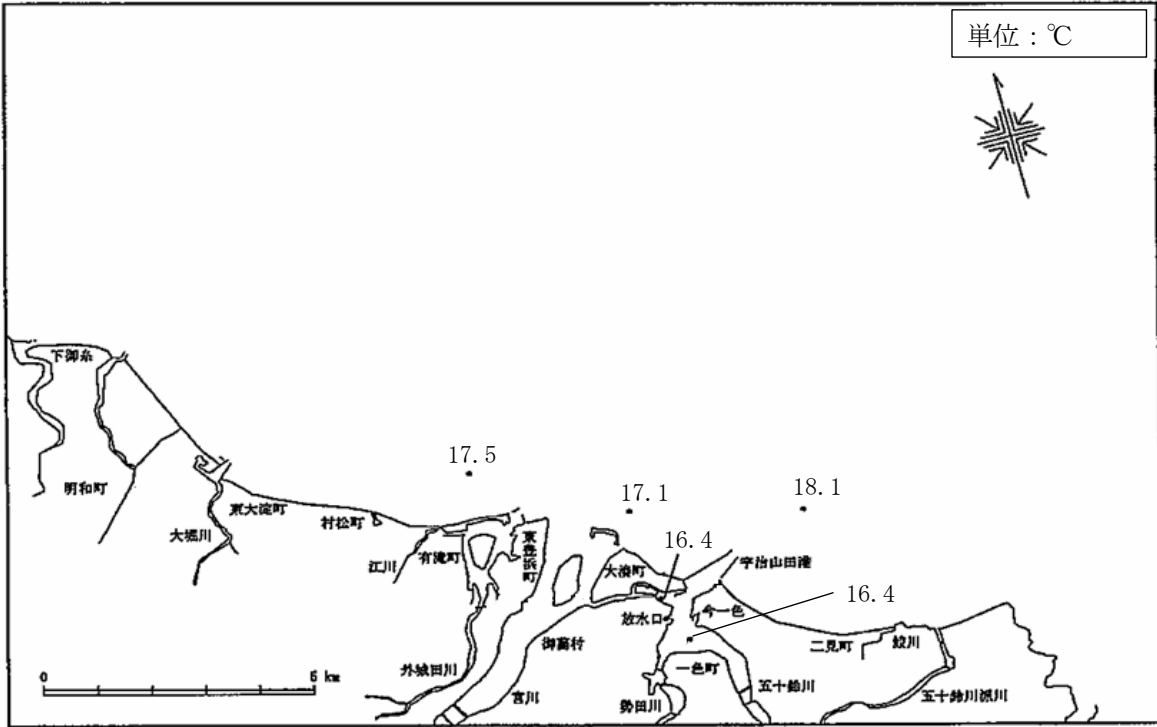 単位：℃
下御糸
17.5
明和町
17.1
18.1
東大淀町
村松町
大堀川
東豊浜町
16.4
有滝町
江川
大湊町
宇治山田港
16.4
放水口
今一色
御薗村
二見町
鮫川
外城田川
一色町
0
6 km
宮川
勢田川
五十鈴川
五十鈴川派川